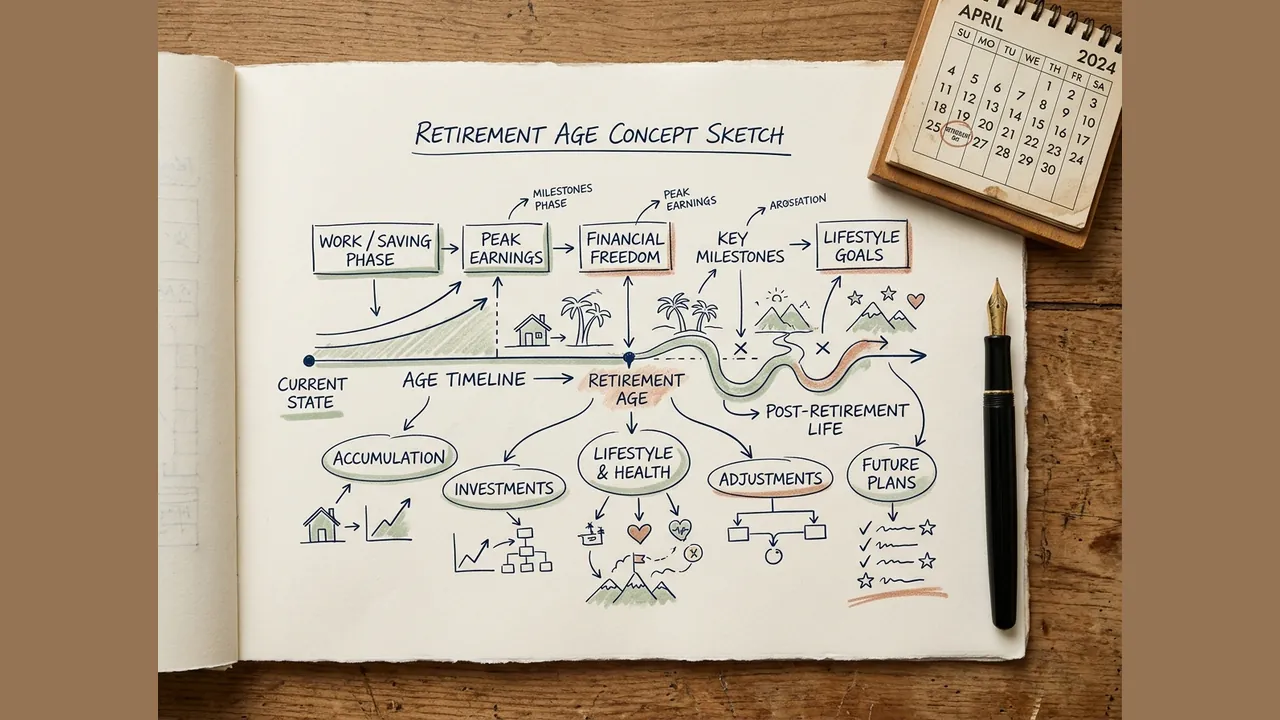 APRIL
2024
SU MO TU WE TH FR SA
1 2 3
4 5 6 7 8 9 10
11 12 13 14 15 16 17
18 19 20 21 22 23 24
25 27 28 29 30
RETIREMENT AGE CONCEPT SKETCH
MILESTONES
PHASE
PEAK
EARNINGS
AROSATION
WORK / SAVING
PHASE
PEAK
EARNINGS
FINANCIAL
FREEDOM
KEY
MILESTONES
LIFESTYLE
GOALS
CURRENT
STATE
AGE TIMELINE
RETIREMENT
AGE
POST-RETIREMENT
LIFE
ACCUMULATION
INVESTMENTS
LIFESTYLE
& HEALTH
ADJUSTMENTS
FUTURE
PLANS